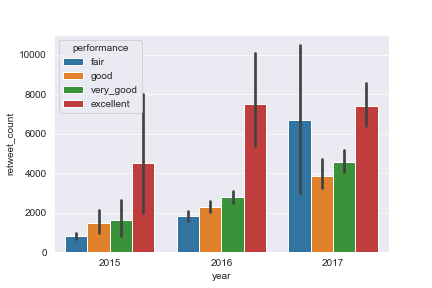 performance
fair
good
very_good
excellent
10000
8000
6000
4000
2000
0
retweet_count
2015
2016
2017
year